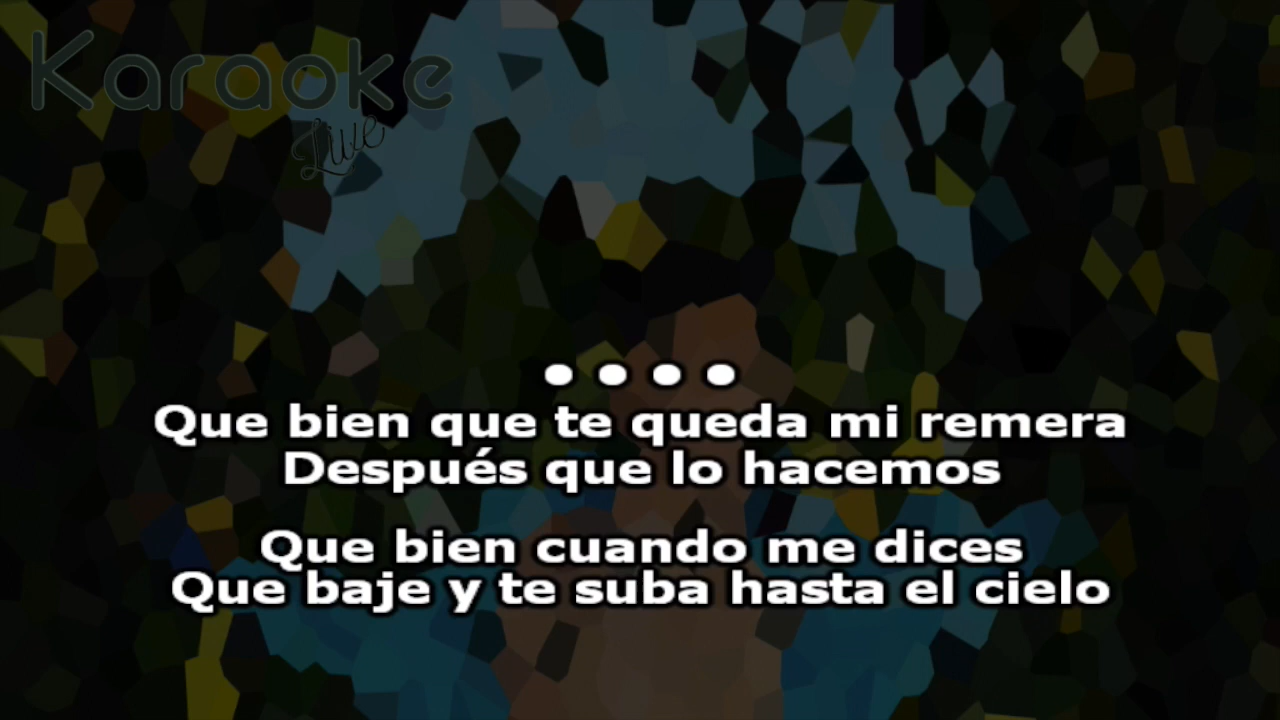 Karaoke
Live
• • • •
Que bien que te queda mi remera
Después que lo hacemos
Que bien cuando me dices
Que baje y te suba hasta el cielo